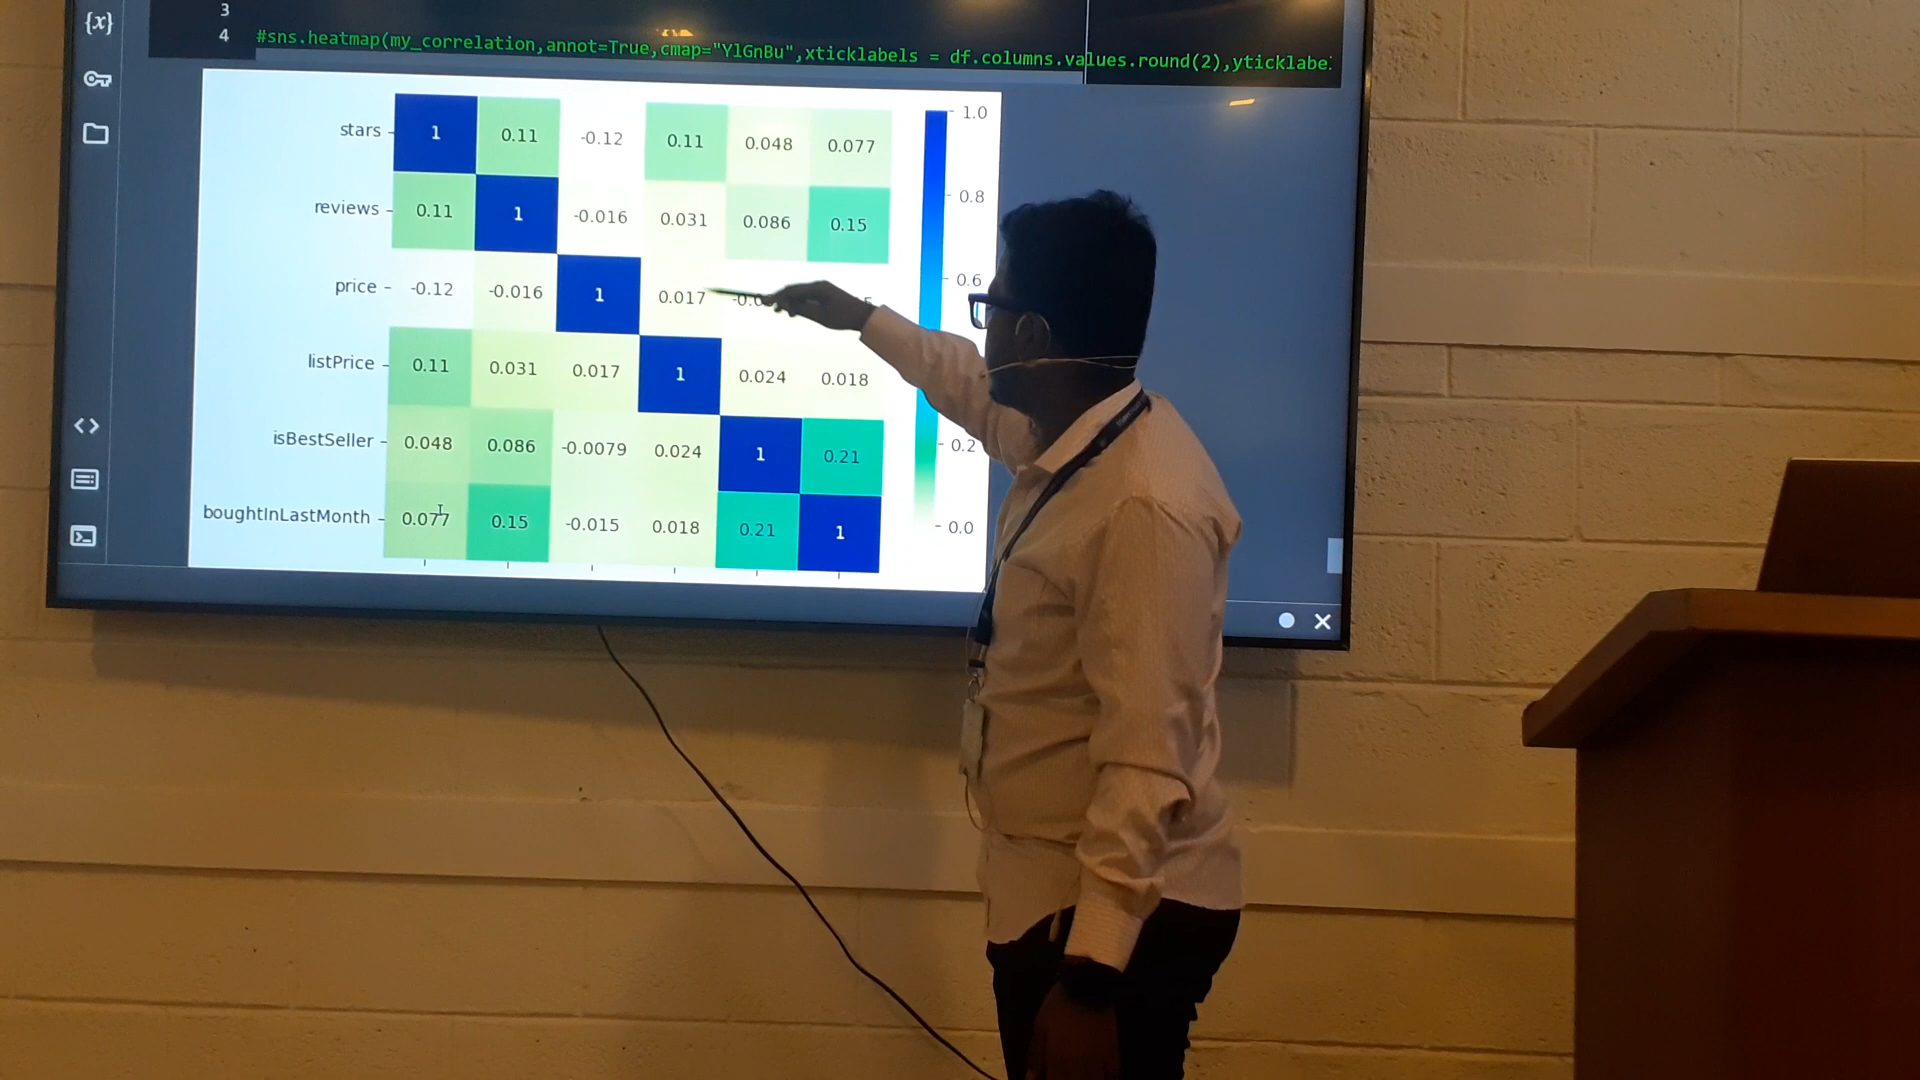 3
4 #sns.heatmap(my_correlation,annot=True,cmap="YlGnBu",xticklabels = df.columns.values.round(2),yticklabe
{x}
1.0
stars 1 0.11 -0.12 0.11 0.048 0.077
0.8
reviews 0.11 1 -0.016 0.031 0.086 0.15
0.6
price -0.12 -0.016 1 0.017
listPrice 0.11 0.031 0.017 1 0.024 0.018
isBestSeller 0.048 0.086 -0.0079 0.024 1 0.21
0.2
boughtInLastMonth 0.077 0.15 -0.015 0.018 0.21 1
0.0